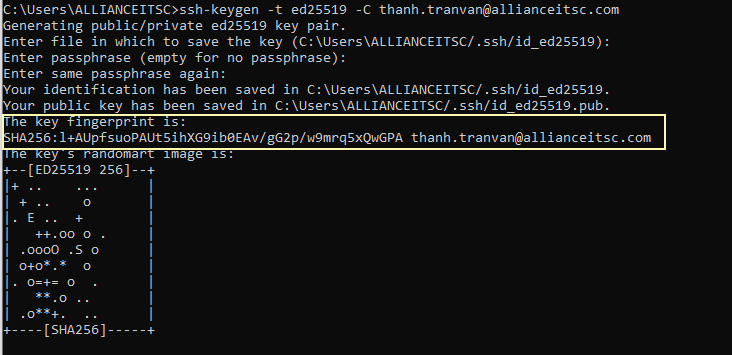 C:\Users\ALLIANCEITSC>ssh-keygen -t ed25519 -C thanh.tranvan@allianceitsc.com
Generating public/private ed25519 key pair.
Enter file in which to save the key (C:\Users\ALLIANCEITSC/.ssh/id_ed25519):
Enter passphrase (empty for no passphrase):
Enter same passphrase again:
Your identification has been saved in C:\Users\ALLIANCEITSC/.ssh/id_ed25519.
Your public key has been saved in C:\Users\ALLIANCEITSC/.ssh/id_ed25519.pub.
The key fingerprint is:
SHA256:l+AUpfsuoPAUt5ihXG9ib0EAv/gG2p/w9mrq5xQwGPA thanh.tranvan@allianceitsc.com
The key's randomart image is:
+--[ED25519 256]--+
|+ ..     ...     |
| + ..    o       |
|. E ..  +        |
|   ++.oo o .     |
| .oooO .S o      |
| o+o*.*  o       |
|. o=+= o  .      |
|   **.o ..       |
| .o**+.  ..      |
+----[SHA256]-----+